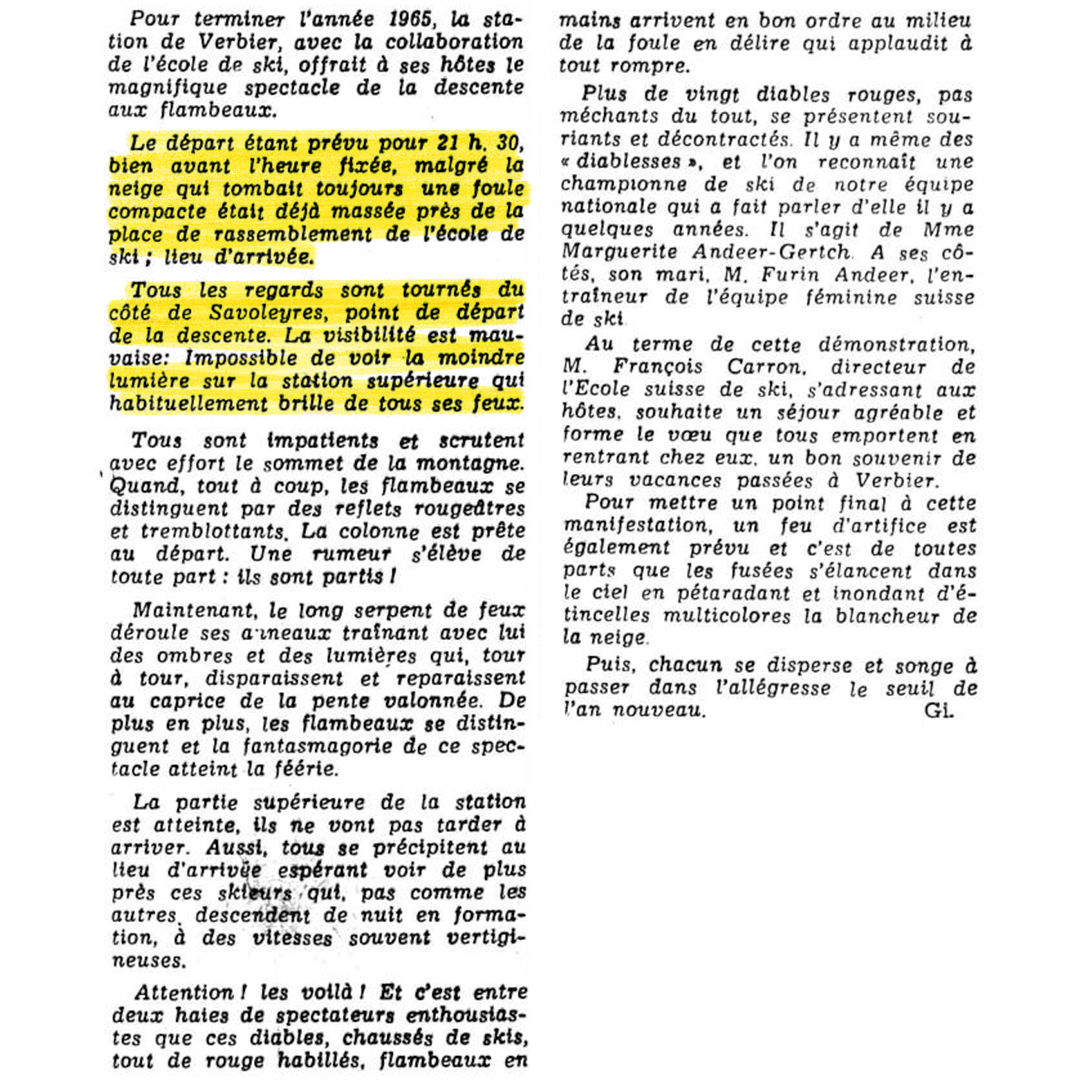 Pour terminer l'année 1965, la sta-
tion de Verbier, avec la collaboration
de l'école de ski, offrait à ses hôtes le
magnifique spectacle de la descente
aux flambeaux.
Le départ étant prévu pour 21 h. 30,
bien avant l'heure fixée, malgré la
neige qui tombait toujours une foule
compacte était déjà massée près de la
place de rassemblement de l'école de
ski ; lieu d'arrivée.
Tous les regards sont tournés du
côté de Savoleyres, point de départ
de la descente. La visibilité est mau-
vaise: Impossible de voir la moindre
lumière sur la station supérieure qui
habituellement brille de tous ses feux.
Tous sont impatients et scrutent
avec effort le sommet de la montagne.
Quand, tout à coup, les flambeaux se
distinguent par des reflets rougeâtres
et tremblottants. La colonne est prête
au départ. Une rumeur s'élève de
toute part : ils sont partis !
Maintenant, le long serpent de feux
déroule ses anneaux traînant avec lui
des ombres et des lumières qui, tour
à tour, disparaissent et reparaissent
au caprice de la pente valonnée. De
plus en plus, les flambeaux se distin-
guent et la fantasmagorie de ce spec-
tacle atteint la féérie.
La partie supérieure de la station
est atteinte, ils ne vont pas tarder à
arriver. Aussi, tous se précipitent au
lieu d'arrivée espérant voir de plus
près ces skieurs qui, pas comme les
autres, descendent de nuit en forma-
tion, à des vitesses souvent vertigi-
neuses.
Attention ! les voilà ! Et c'est entre
deux haies de spectateurs enthousias-
tes que ces diables, chaussés de skis,
tout de rouge habillés, flambeaux en
mains arrivent en bon ordre au milieu
de la foule en délire qui applaudit à
tout rompre.
Plus de vingt diables rouges, pas
méchants du tout, se présentent sou-
riants et décontractés. Il y a même des
« diablesses », et l'on reconnaît une
championne de ski de notre équipe
nationale qui a fait parler d'elle il y a
quelques années. Il s'agit de Mme
Marguerite Andeer-Gertch. A ses cô-
tés, son mari, M. Furin Andeer, l'en-
traîneur de l'équipe féminine suisse
de ski.
Au terme de cette démonstration,
M. François Carron, directeur de
l'Ecole suisse de ski, s'adressant aux
hôtes, souhaite un séjour agréable et
forme le vœu que tous emportent en
rentrant chez eux, un bon souvenir de
leurs vacances passées à Verbier.
Pour mettre un point final à cette
manifestation, un feu d'artifice est
également prévu et c'est de toutes
parts que les fusées s'élancent dans
le ciel en pétaradant et inondant d'é-
tincelles multicolores la blancheur de
la neige.
Puis, chacun se disperse et songe à
passer dans l'allégresse le seuil de
l'an nouveau. GL